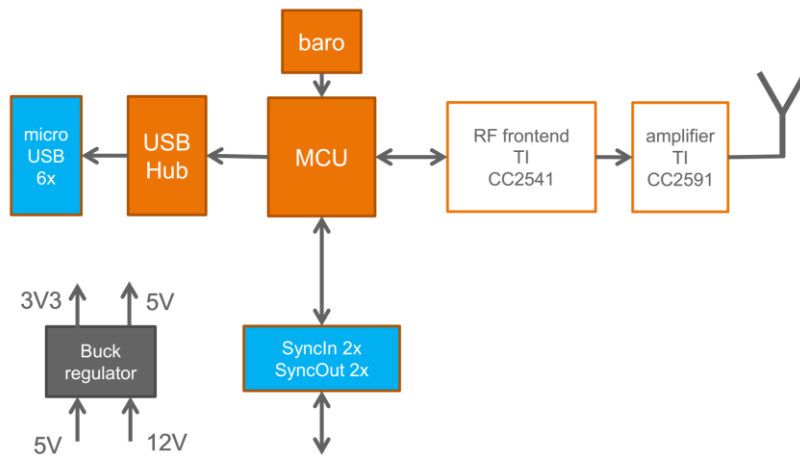 baro
micro
USB
6x
USB
Hub
MCU
RF frontend
TI
CC2541
amplifier
TI
CC2591
3V3
5V
Buck
regulator
5V
12V
SyncIn 2x
SyncOut 2x